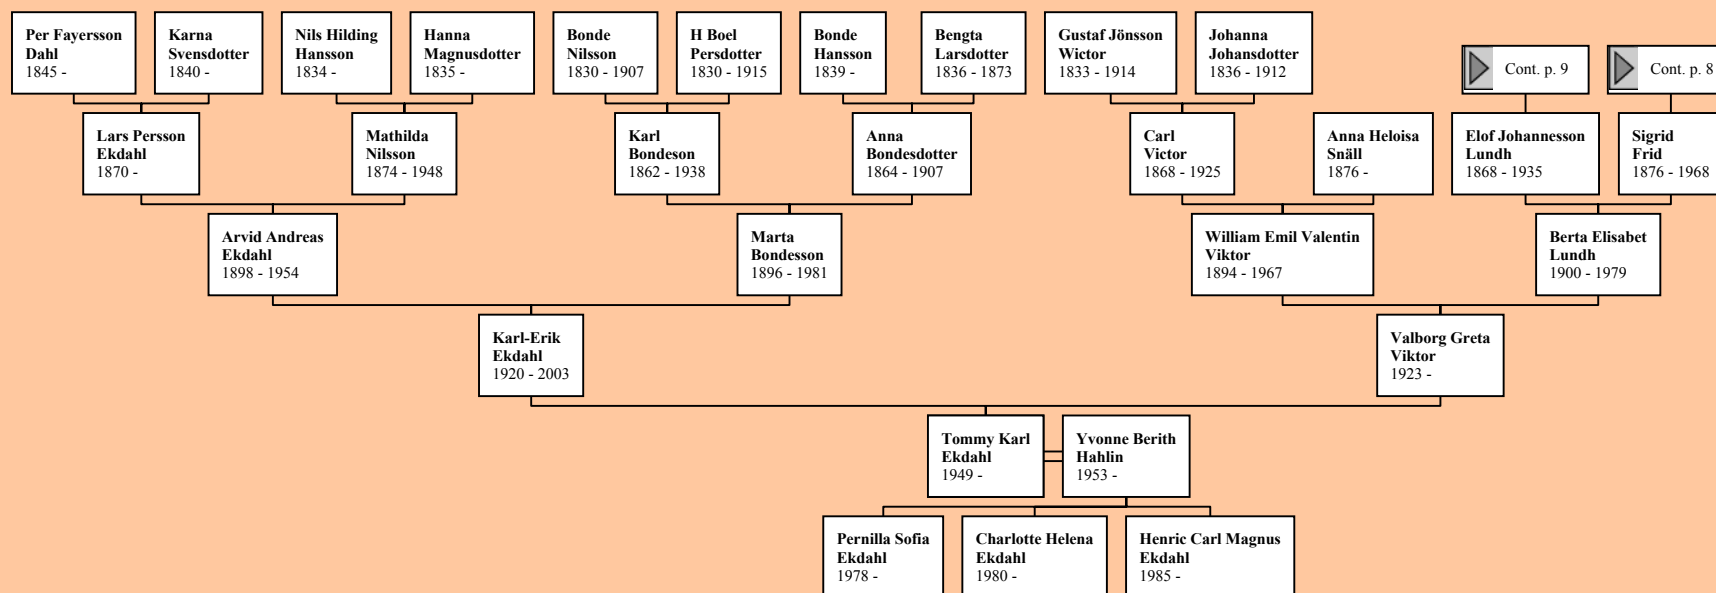 Per Fayersson
Dahl
1845 -
Karna
Svensdotter
1840 -
Nils Hilding
Hansson
1834 -
Hanna
Magnusdotter
1835 -
Bonde
Nilsson
1830 - 1907
H Boel
Persdotter
1830 - 1915
Bonde
Hansson
1839 -
Bengta
Larsdotter
1836 - 1873
Gustaf Jönsson
Wictor
1833 - 1914
Johanna
Johansdotter
1836 - 1912
Cont. p. 9
Cont. p. 8
Lars Persson
Ekdahl
1870 -
Mathilda
Nilsson
1874 - 1948
Karl
Bondeson
1862 - 1938
Anna
Bondesdotter
1864 - 1907
Carl
Victor
1868 - 1925
Anna Heloisa
Snäll
1876 -
Elof Johannesson
Lundh
1868 - 1935
Sigrid
Frid
1876 - 1968
Arvid Andreas
Ekdahl
1898 - 1954
Marta
Bondesson
1896 - 1981
William Emil Valentin
Viktor
1894 - 1967
Berta Elisabet
Lundh
1900 - 1979
Karl-Erik
Ekdahl
1920 - 2003
Valborg Greta
Viktor
1923 -
Tommy Karl
Ekdahl
1949 -
Yvonne Berith
Hahlin
1953 -
Pernilla Sofia
Ekdahl
1978 -
Charlotte Helena
Ekdahl
1980 -
Henric Carl Magnus
Ekdahl
1985 -